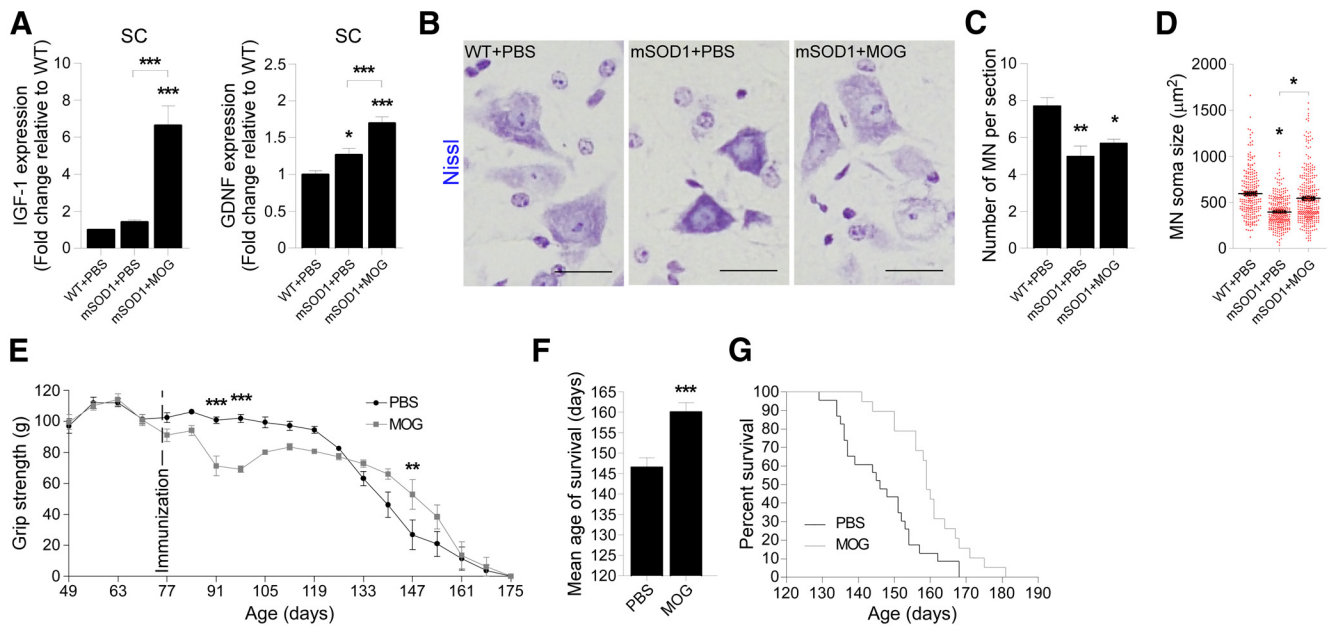 A
SC
IGF-1 expression
(Fold change relative to WT)
10
8
6
4
2
0
***
***
WT+PBS
mSOD1+PBS
mSOD1+MOG
SC
GDNF expression
(Fold change relative to WT)
2.5
2
1.5
1
0.5
0
***
*
***
WT+PBS
mSOD1+PBS
mSOD1+MOG
B
Nissl
WT+PBS
mSOD1+PBS
mSOD1+MOG
C
Number of MN per section
10
8
6
4
2
0
**
*
WT+PBS
mSOD1+PBS
mSOD1+MOG
D
MN soma size (μm2)
2000
1500
1000
500
0
*
*
WT+PBS
mSOD1+PBS
mSOD1+MOG
E
Grip strength (g)
120
100
80
60
40
20
0
Immunization
*** ***
**
PBS
MOG
49 63 77 91 105 119 133 147 161 175
Age (days)
F
Mean age of survival (days)
165
160
155
150
145
140
135
130
125
120
***
PBS
MOG
G
Percent survival
100
90
80
70
60
50
40
30
20
10
0
PBS
MOG
120 130 140 150 160 170 180 190
Age (days)